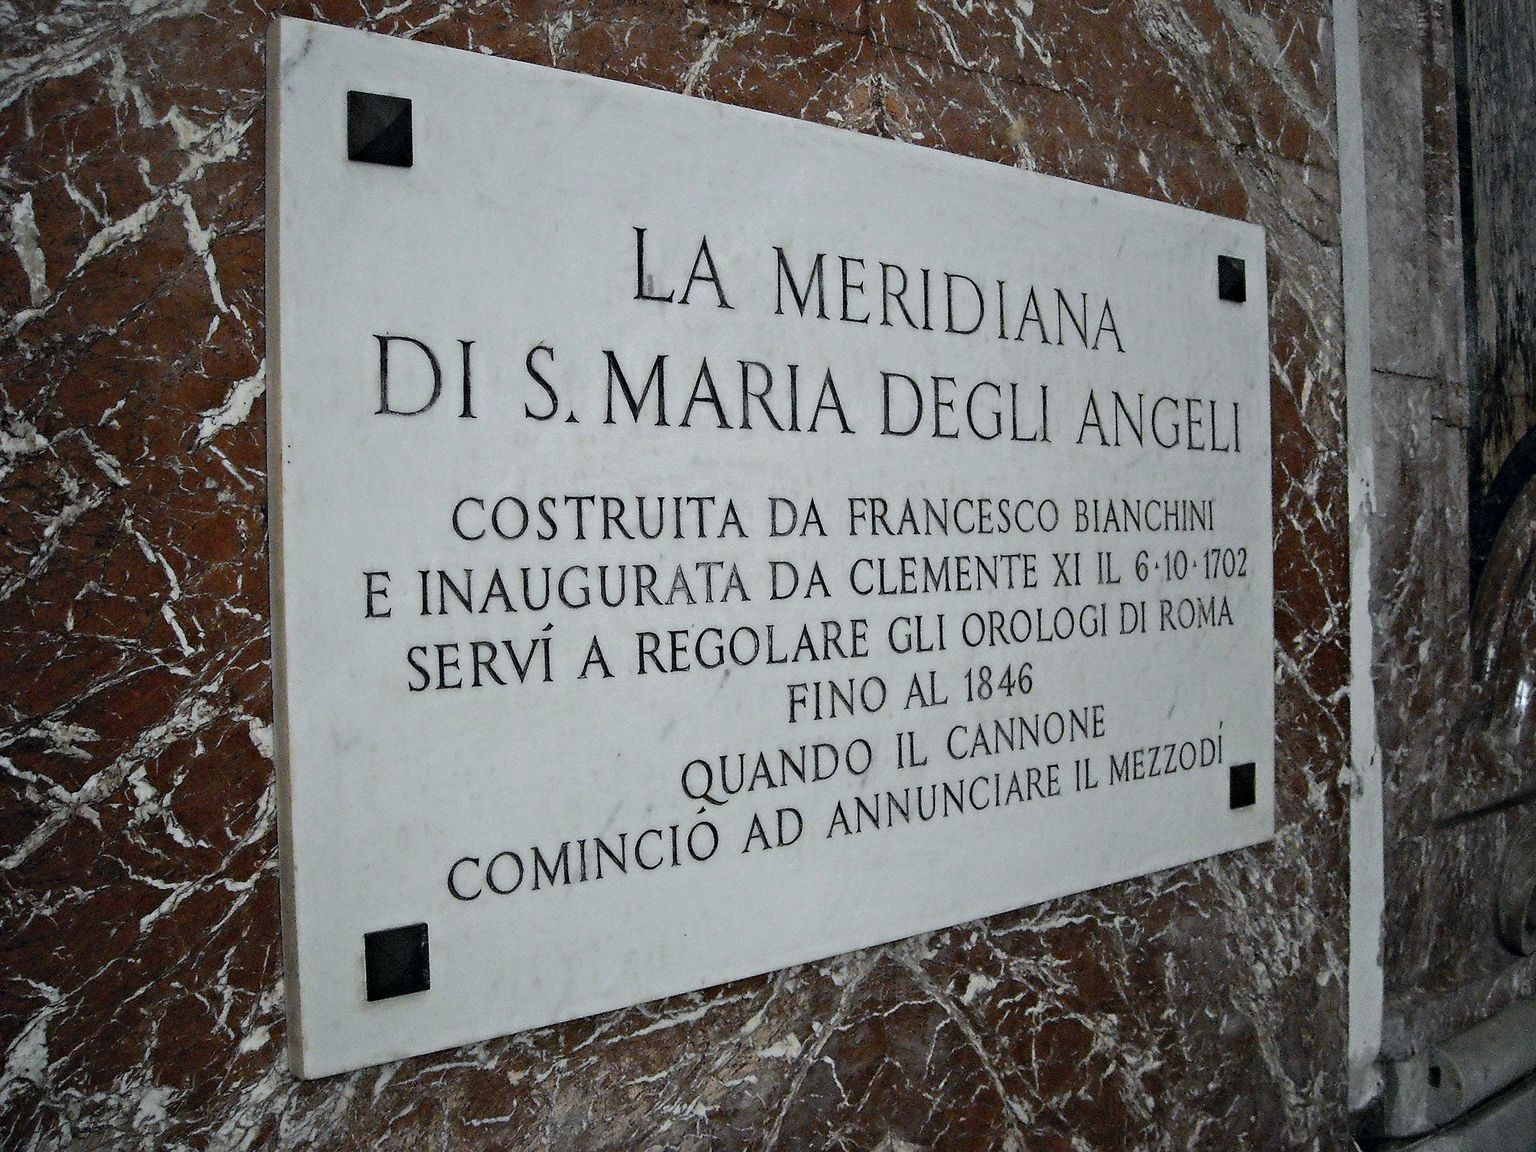 LA MERIDIANA
DI S. MARIA DEGLI ANGELI
COSTRUITA DA FRANCESCO BIANCHINI
E INAUGURATA DA CLEMENTE XI IL 6·10·1702
SERVÍ A REGOLARE GLI OROLOGI DI ROMA
FINO AL 1846
QUANDO IL CANNONE
COMINCIÓ AD ANNUNCIARE IL MEZZODÍ